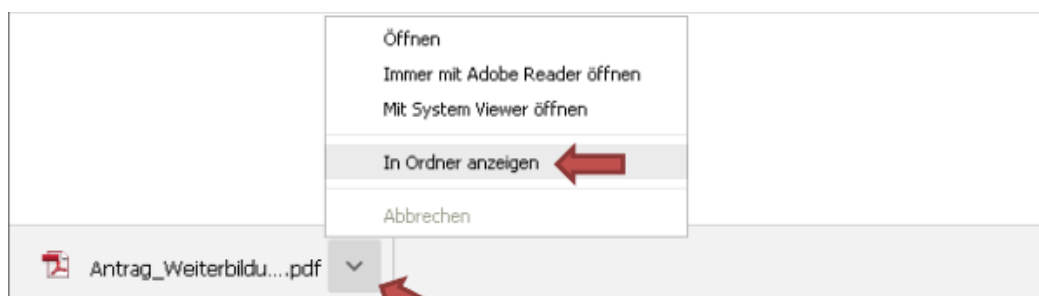 Öffnen
Immer mit Adobe Reader öffnen
Mit System Viewer öffnen
In Ordner anzeigen
Abbrechen
Antrag_Weiterbildu....pdf